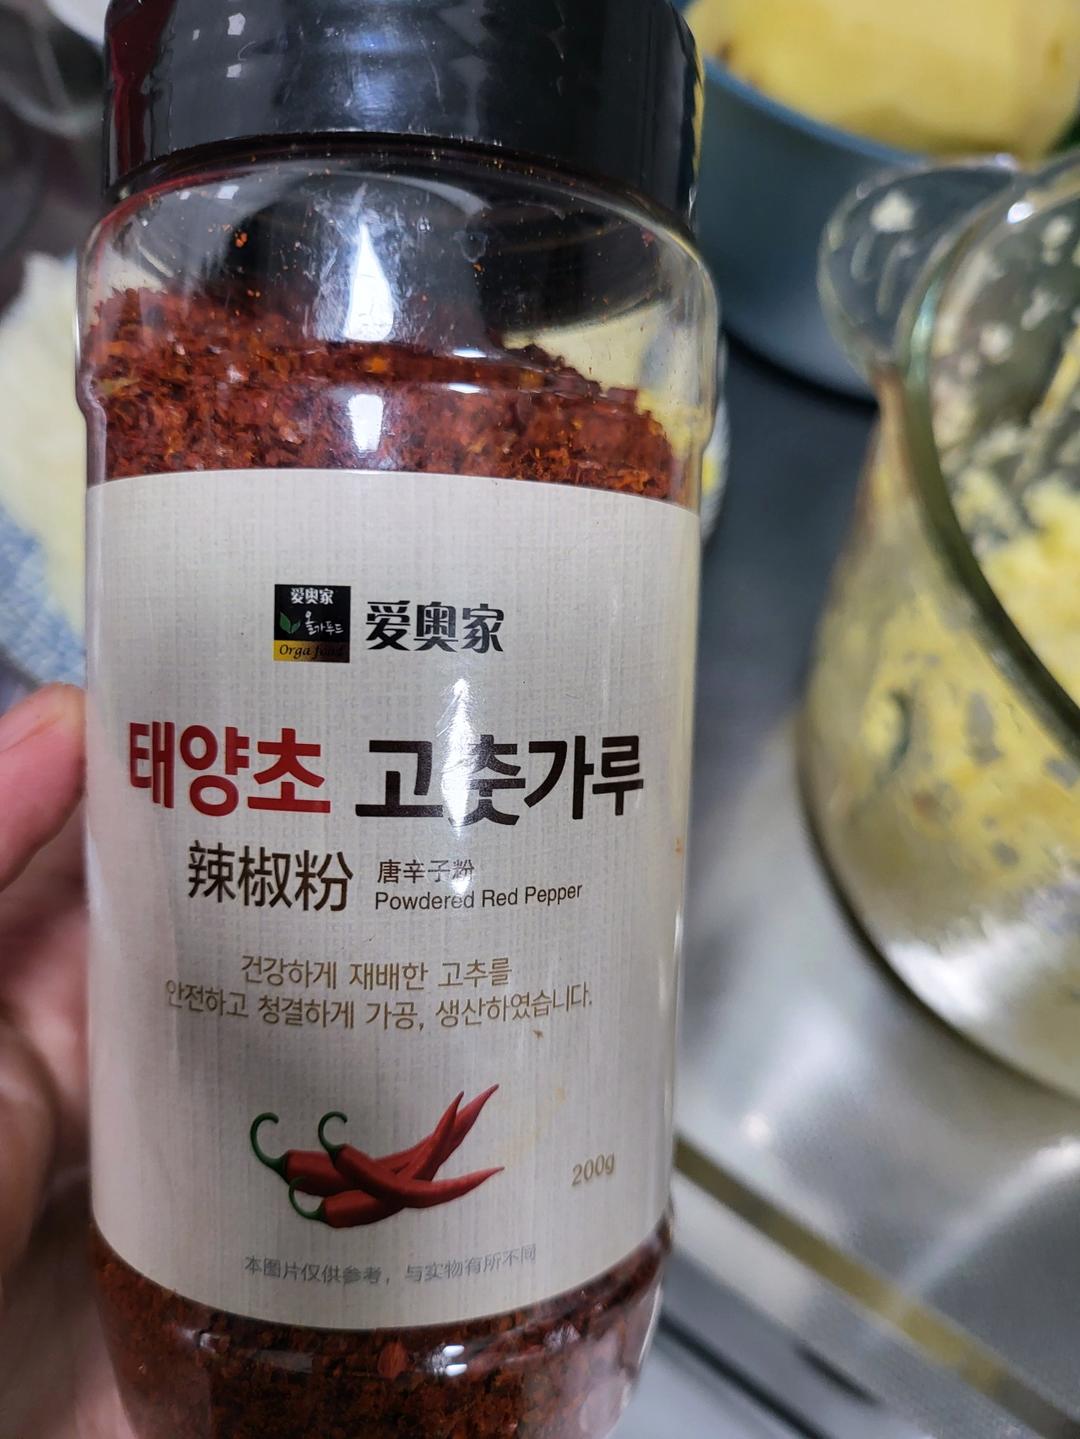 爱奥家
올가푸드
Orga food
爱奥家
태양초 고춧가루
辣椒粉
唐辛子粉
Powdered Red Pepper
건강하게 재배한 고추를
안전하고 청결하게 가공, 생산하였습니다.
200g
本图片仅供参考，与实物有所不同